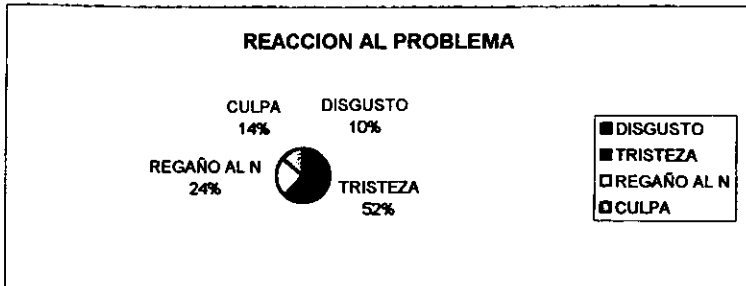 REACCION AL PROBLEMA
CULPA
14%
DISGUSTO
10%
REGAÑO AL N
24%
TRISTEZA
52%
DISGUSTO
TRISTEZA
REGAÑO AL N
CULPA